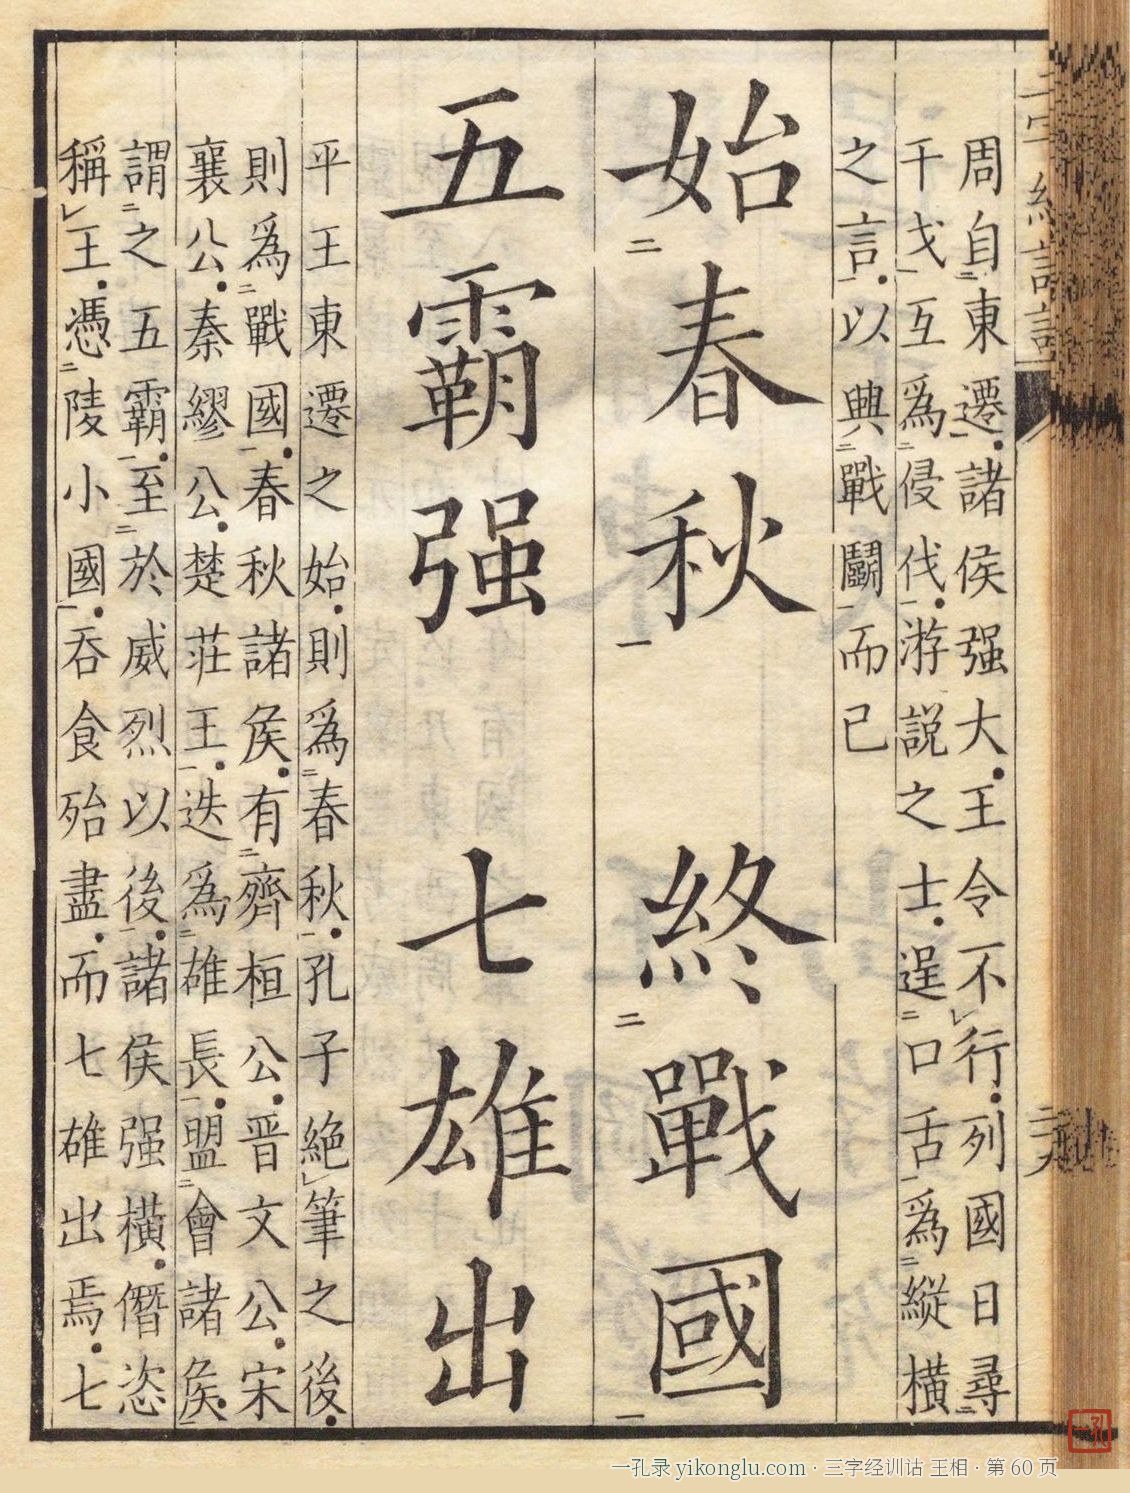 周自東遷諸侯强大王令不行列國日尋
干戈互爲侵伐游説之士逞口舌爲縱橫
之言以興戰鬬而已
始春秋 終戰國
五霸强 七雄出
平王東遷之始則爲春秋孔子絶筆之後
則爲戰國春秋諸侯有齊桓公晋文公宋
襄公秦繆公楚莊王迭爲雄長盟會諸侯
謂之五霸至於威烈以後諸侯强橫僭恣
稱王憑陵小國吞食殆盡而七雄出焉七
一孔录 yikonglu.com · 三字经训诂 王相 · 第 60 页